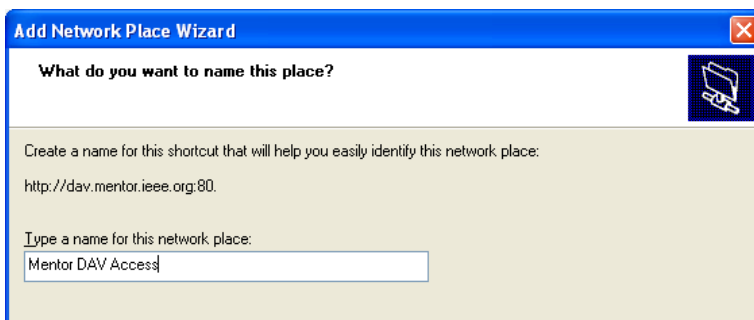 Add Network Place Wizard
What do you want to name this place?
Create a name for this shortcut that will help you easily identify this network place:
http://dav.mentor.ieee.org:80.
Type a name for this network place:
Mentor DAV Access